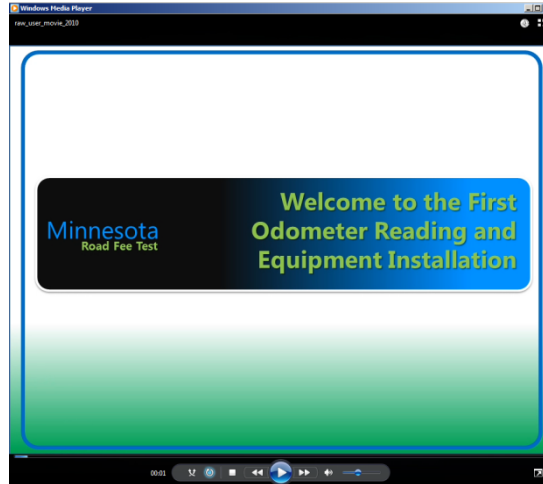 Windows Media Player
raw_user_movie_2010
Minnesota
Road Fee Test
Welcome to the First
Odometer Reading and
Equipment Installation
00:01